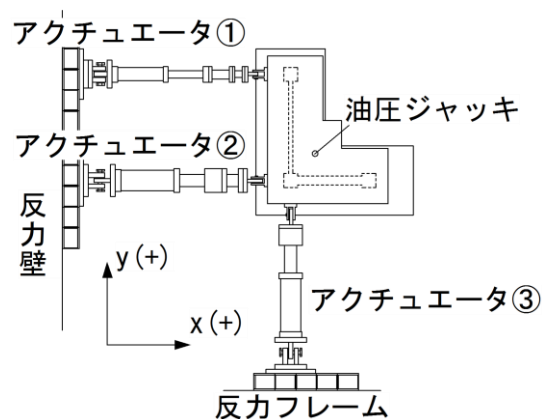 アクチュエータ①
油圧ジャッキ
アクチュエータ②
反力壁
y(+)
x(+)
アクチュエータ③
反力フレーム